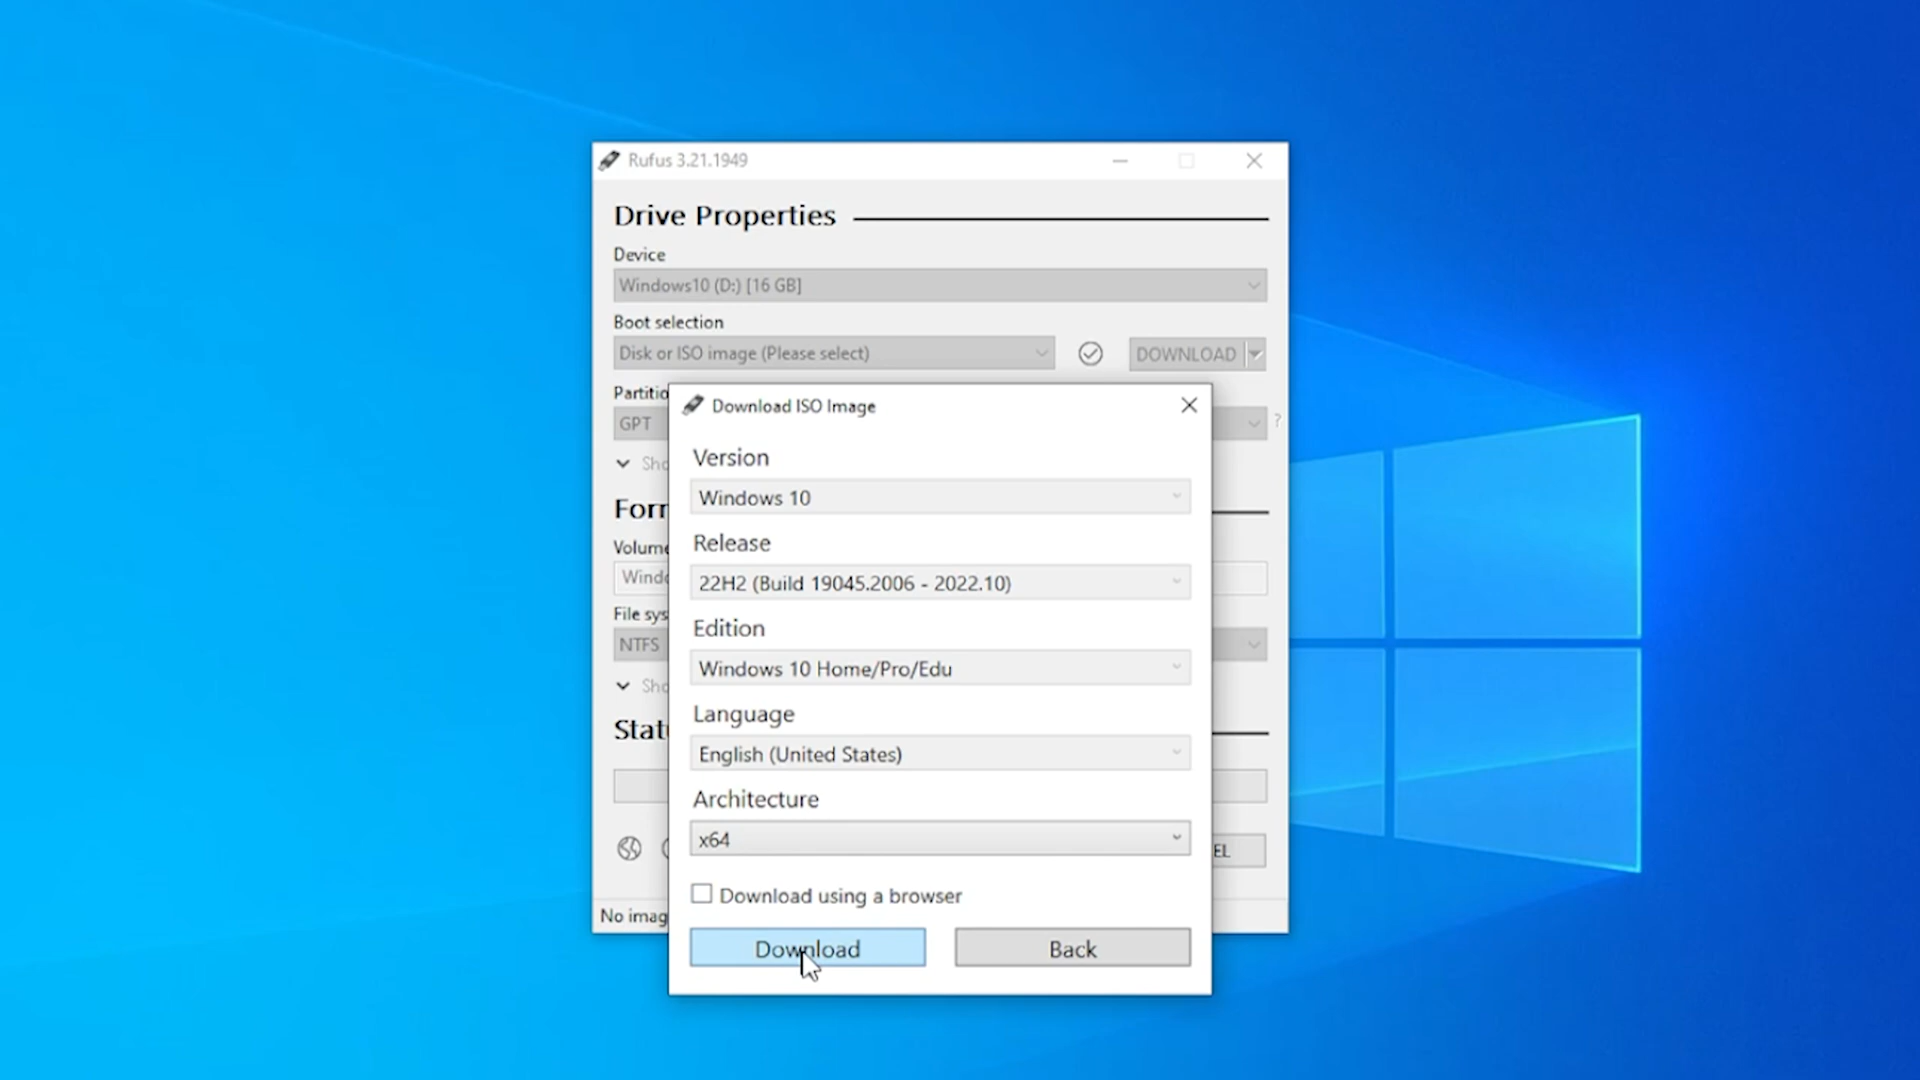 Rufus 3.21.1949
Drive Properties
Device
Windows10 (D:) [16 GB]
Boot selection
Disk or ISO image (Please select)
DOWNLOAD
Partitio
GPT
?
Sho
Form
Volume
Windo
File sys
NTFS
Sho
Statu
EL
No imag
Download ISO Image
Version
Windows 10
Release
22H2 (Build 19045.2006 - 2022.10)
Edition
Windows 10 Home/Pro/Edu
Language
English (United States)
Architecture
x64
Download using a browser
Download
Back